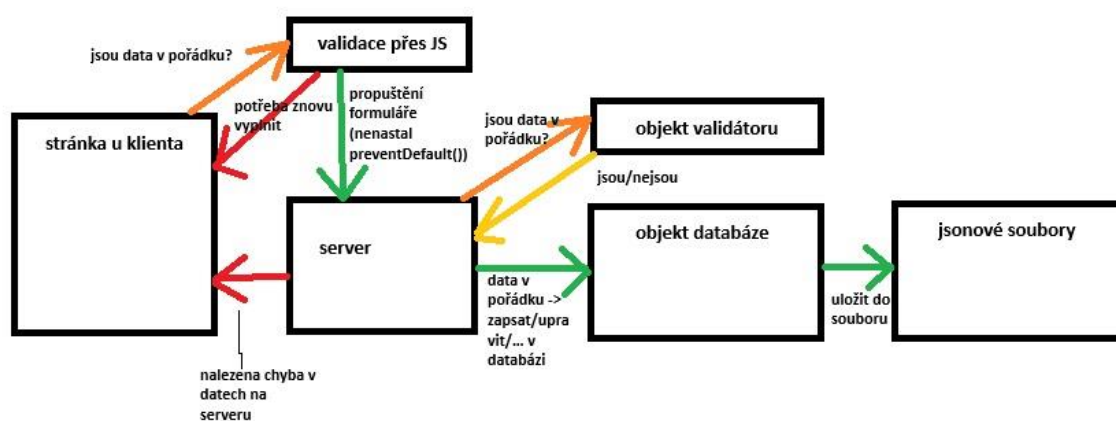 validace přes JS
jsou data v pořádku?
potřeba znovu
vyplnit
propuštění
formuláře
(nenastal
preventDefault())
stránka u klienta
jsou data v
pořádku?
objekt validátoru
jsou/nejsou
server
objekt databáze
jsonové soubory
data v
pořádku ->
zapsat/upra
vit/... v
databázi
uložit do
souboru
nalezena chyba v
datech na
serveru